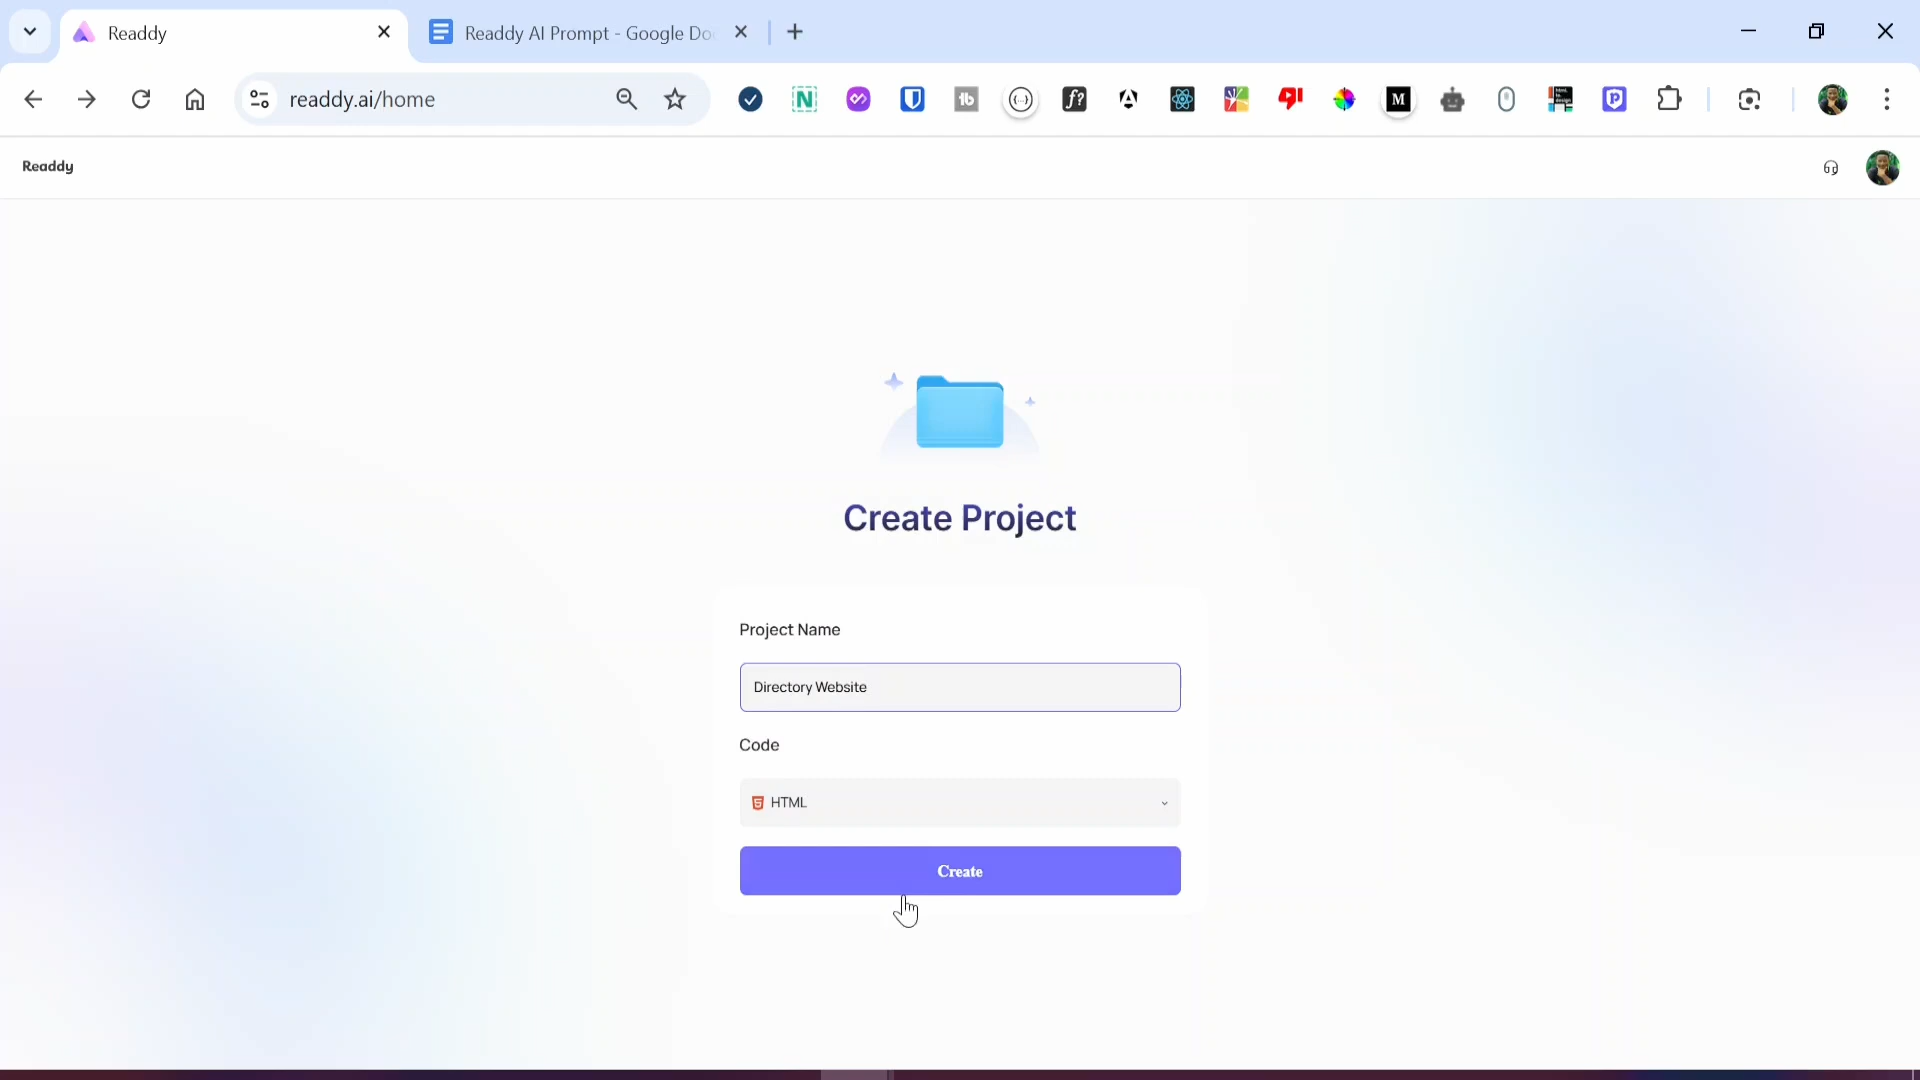 Readdy
Readdy AI Prompt - Google Do
readdy.ai/home
Readdy
Create Project
Project Name
Directory Website
Code
HTML
Create